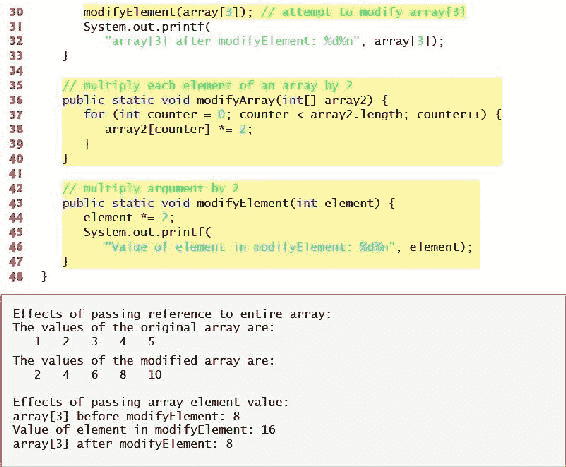 30 modifyElement(array[3]); // attempt to modify array[3]
31 System.out.printf(
32 "array[3] after modifyElement: %d%n", array[3]);
33 }
34
35 // multiply each element of an array by 2
36 public static void modifyArray(int[] array2) {
37 for (int counter = 0; counter < array2.length; counter++) {
38 array2[counter] *= 2;
39 }
40 }
41
42 // multiply argument by 2
43 public static void modifyElement(int element) {
44 element *= 2;
45 System.out.printf(
46 "Value of element in modifyElement: %d%n", element);
47 }
48 }
Effects of passing reference to entire array:
The values of the original array are:
1 2 3 4 5
The values of the modified array are:
2 4 6 8 10
Effects of passing array element value:
array[3] before modifyElement: 8
Value of element in modifyElement: 16
array[3] after modifyElement: 8